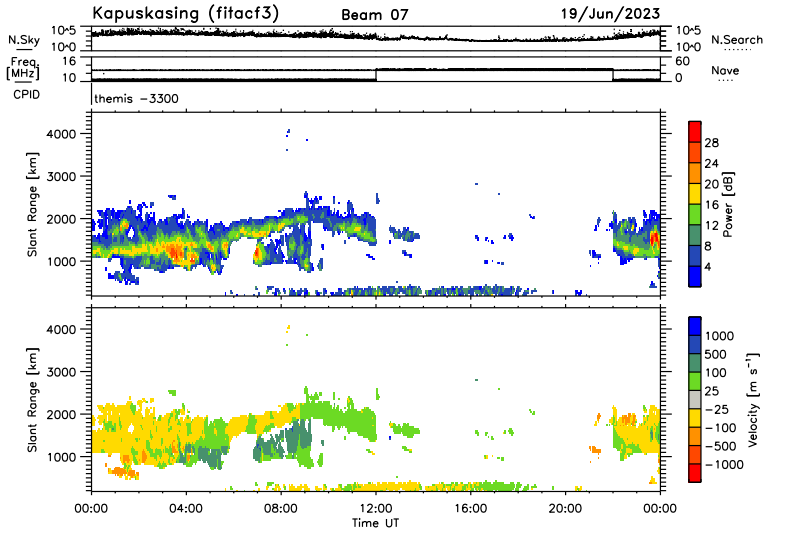 Kapuskasing (fitacf3) Beam 07 19/Jun/2023
N.Sky 10^5 10^0 10^5 10^0 N.Search
Freq. [MHz] 16 10 60 0 Nave
CPID themis -3300
Slant Range [km] 4000 3000 2000 1000
Power [dB] 28 24 20 16 12 8 4
Slant Range [km] 4000 3000 2000 1000
Velocity [m s⁻¹] 1000 500 100 25 -25 -100 -500 -1000
00:00 04:00 08:00 12:00 16:00 20:00 00:00
Time UT